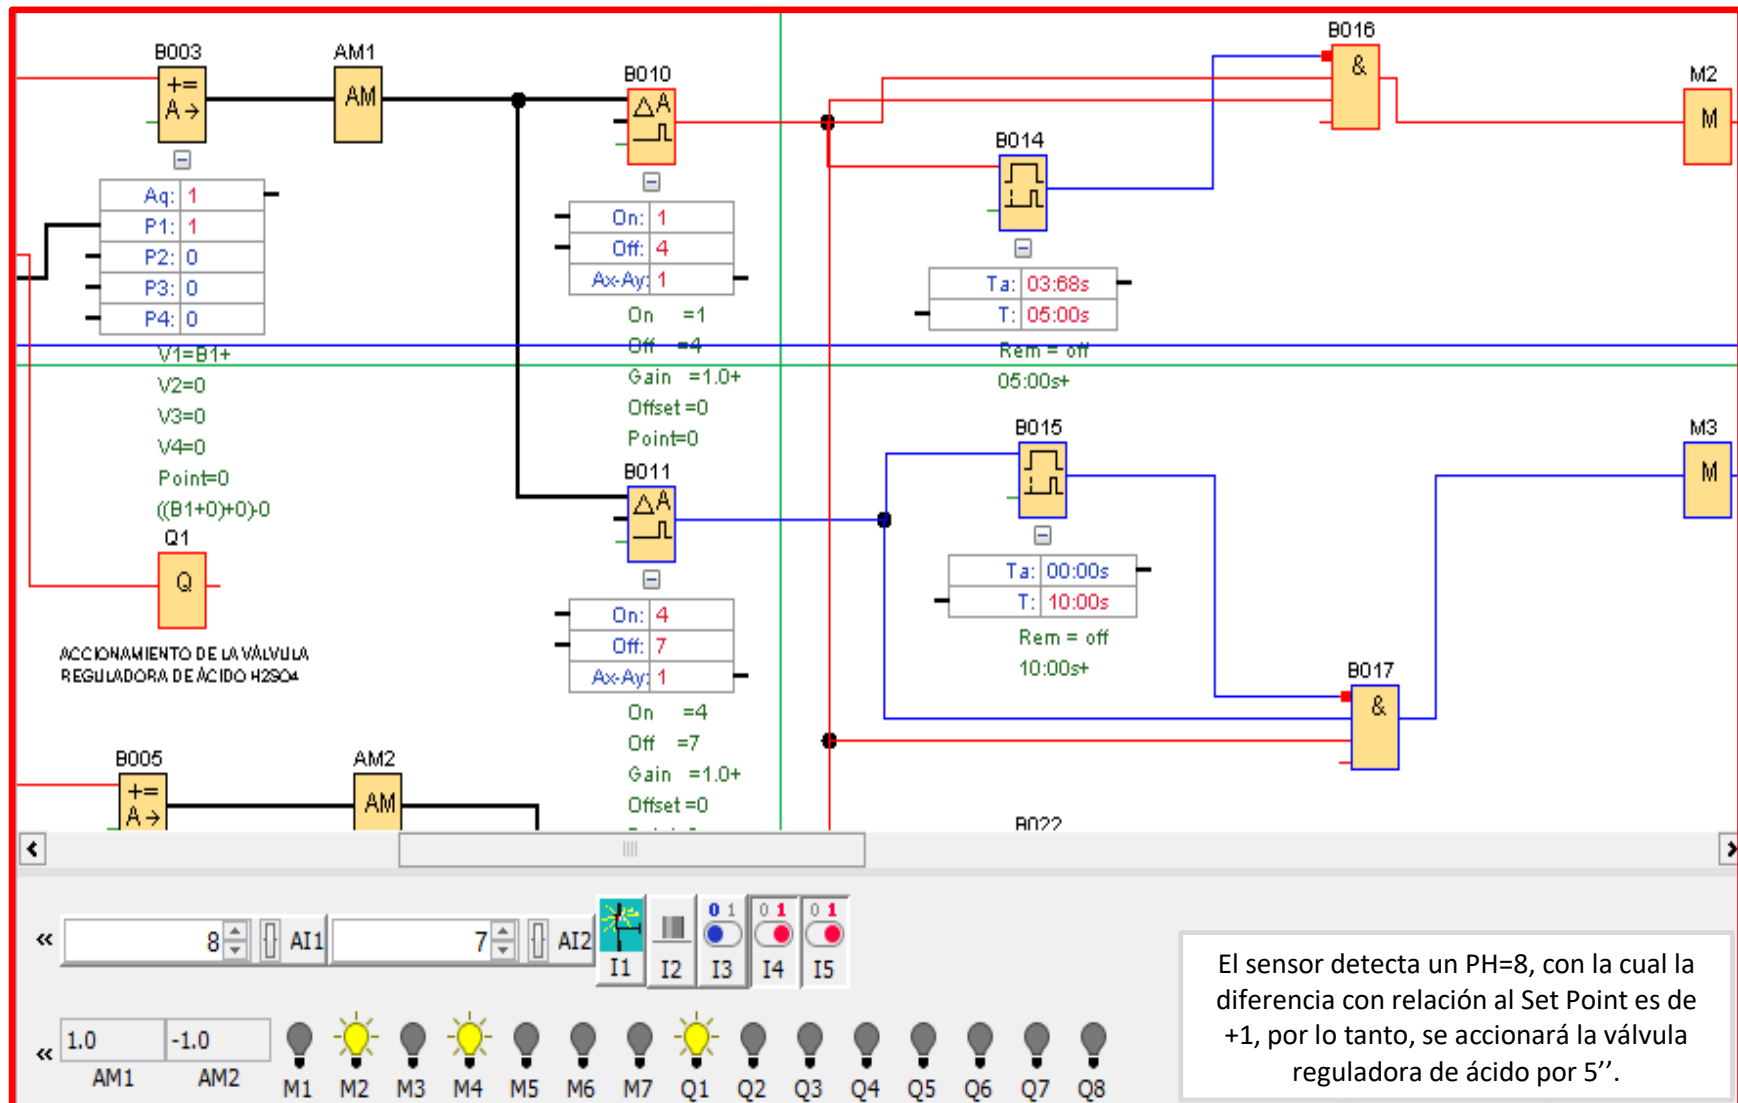 B003
+=
A→
Aq: 1
P1: 1
P2: 0
P3: 0
P4: 0
V1=B1+
V2=0
V3=0
V4=0
Point=0
((B1+0)+0)-0
AM1
AM
B010
△A
On: 1
Off: 4
Ax-Ay: 1
On =1
Off =4
Gain =1.0+
Offset=0
Point=0
B016
&
M2
M
B014
Ta: 03:68s
T: 05:00s
Rem = off
05:00s+
B011
△A
On: 4
Off: 7
Ax-Ay: 1
On =4
Off =7
Gain =1.0+
Offset=0
B015
Ta: 00:00s
T: 10:00s
Rem = off
10:00s+
M3
M
B017
&
Q1
Q
ACCIONAMIENTO DE LA VÁLVULA
REGULADORA DE ÁCIDO H2SO4
B005
+=
A→
AM2
AM
B022
« 8 AI1 7 AI2
0 1 0 1 0 1
I1 I2 I3 I4 I5
« 1.0 -1.0
AM1 AM2 M1 M2 M3 M4 M5 M6 M7 Q1 Q2 Q3 Q4 Q5 Q6 Q7 Q8
El sensor detecta un PH=8, con la cual la
diferencia con relación al Set Point es de
+1, por lo tanto, se accionará la válvula
reguladora de ácido por 5’’.